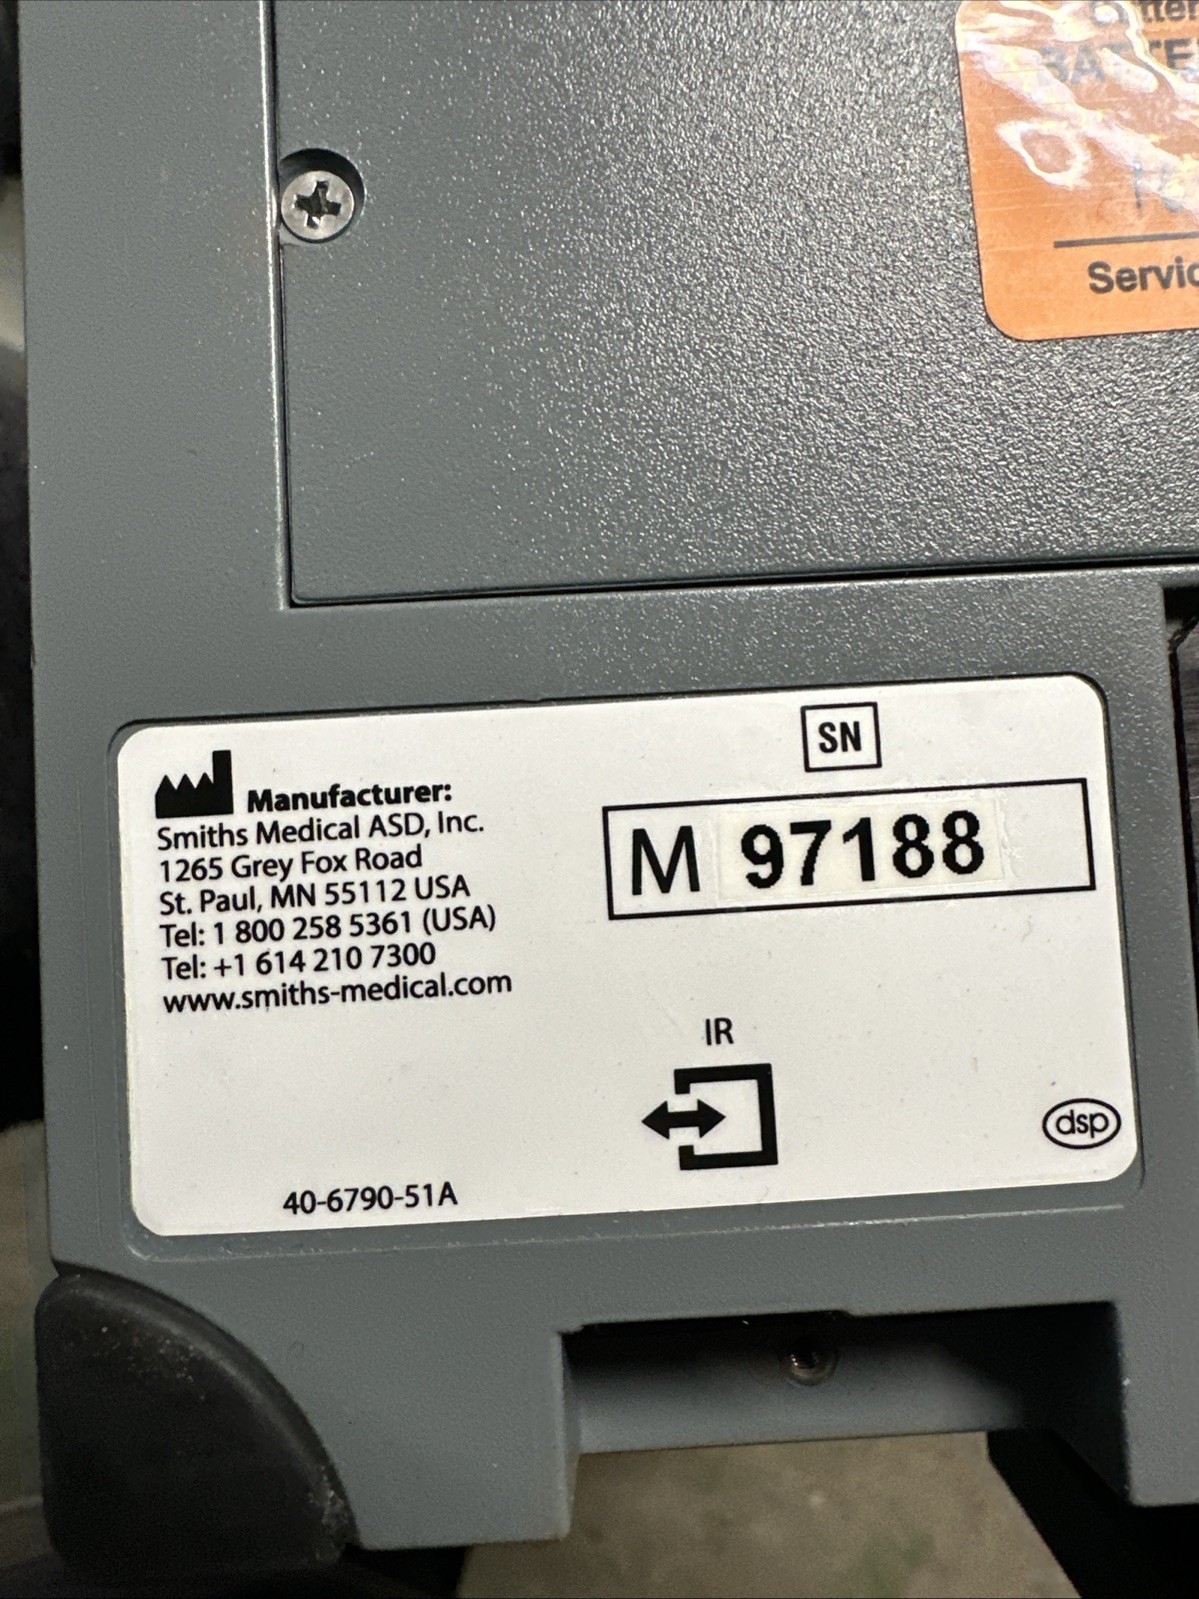 BATTE
Servic
SN
Manufacturer:
Smiths Medical ASD, Inc.
1265 Grey Fox Road
St. Paul, MN 55112 USA
Tel: 1 800 258 5361 (USA)
Tel: +1 614 210 7300
www.smiths-medical.com
M 97188
IR
dsp
40-6790-51A